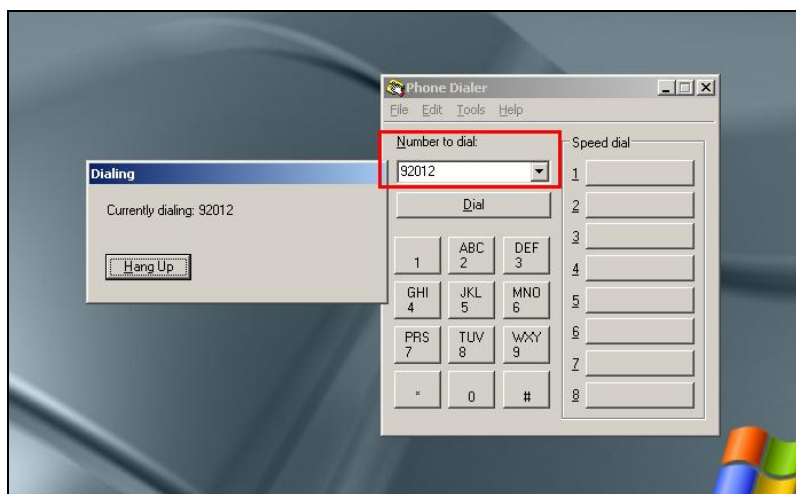 Phone Dialer
File Edit Tools Help
Number to dial:
92012
Dial
1
ABC 2
DEF 3
GHI 4
JKL 5
MNO 6
PRS 7
TUV 8
WXY 9
*
0
#
Speed dial
1
2
3
4
5
6
7
8
Dialing
Currently dialing: 92012
Hang Up